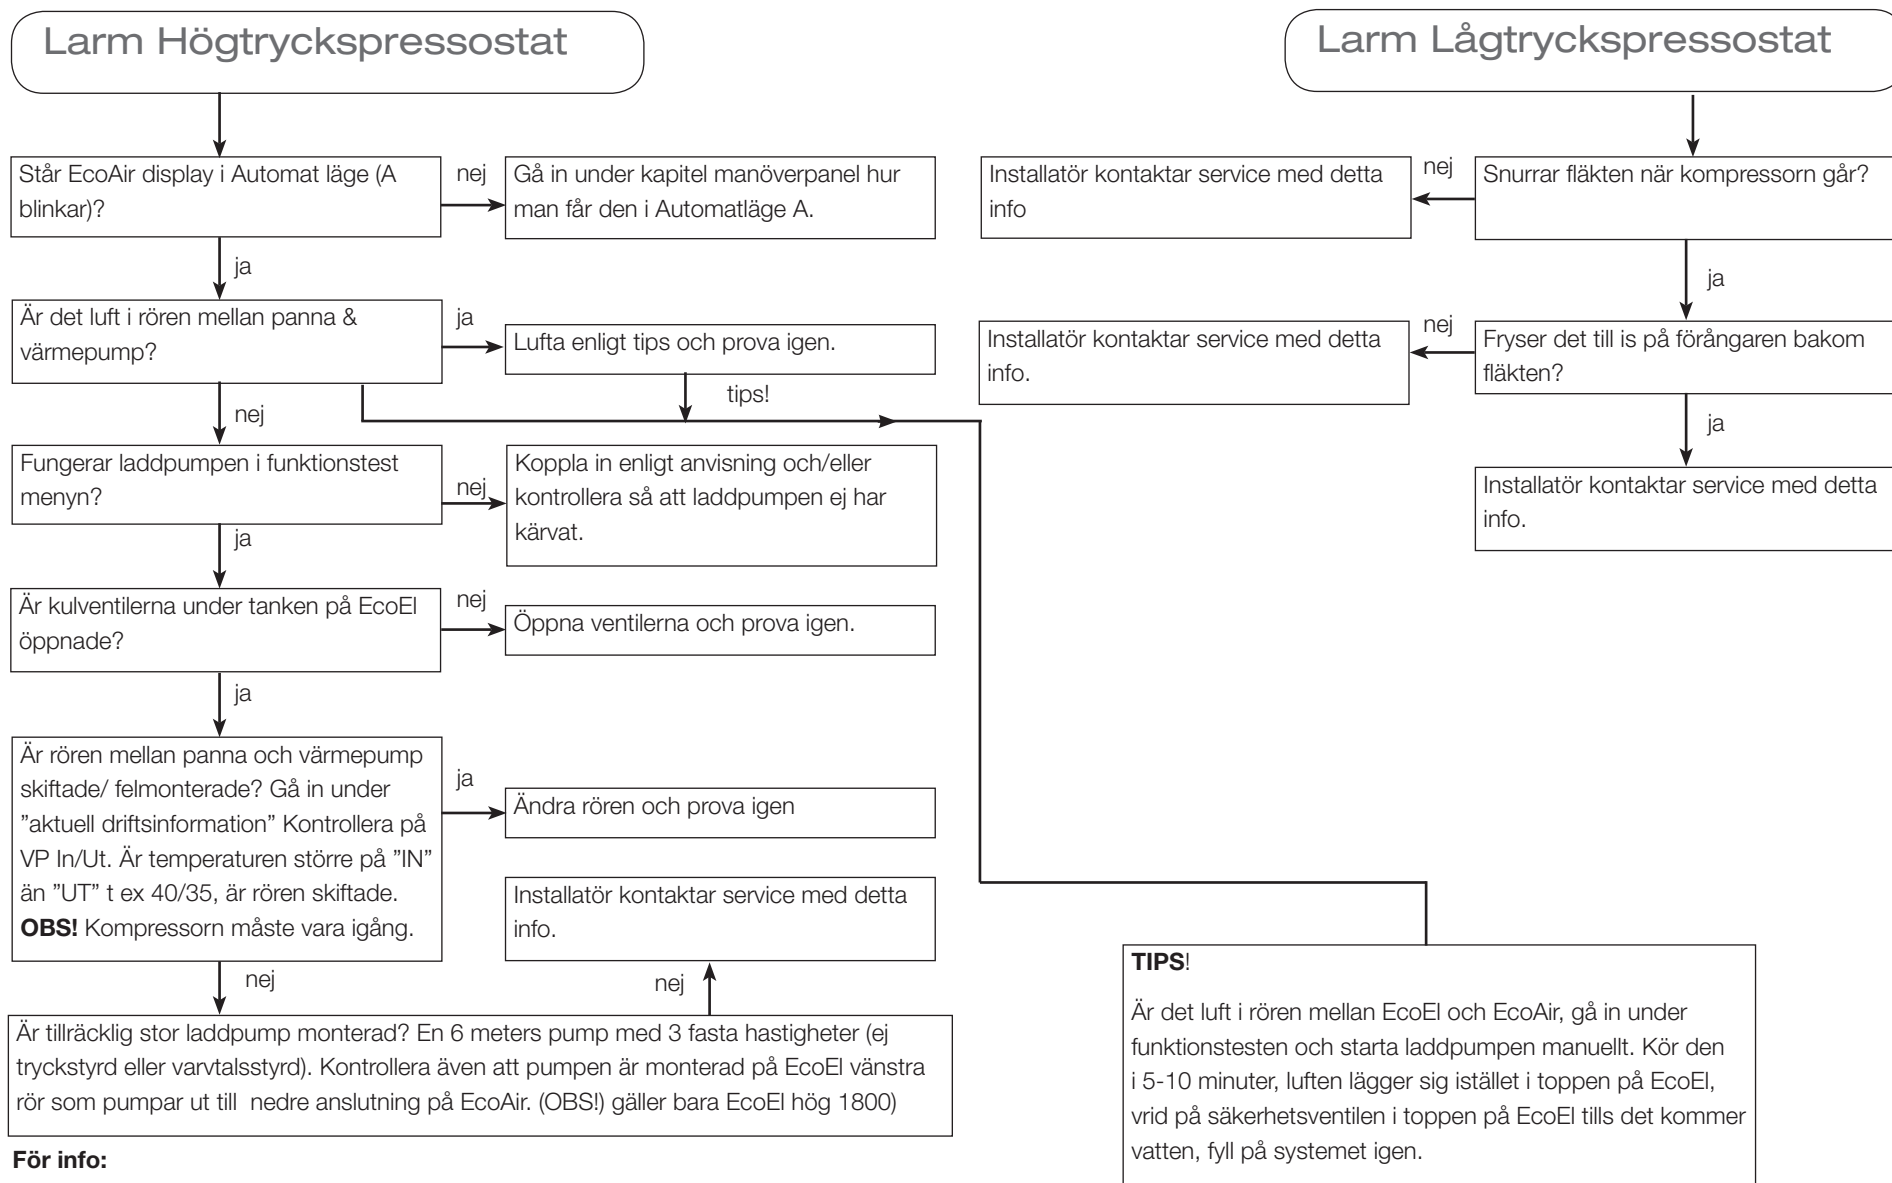 Larm Högtryckspressostat
Står EcoAir display i Automat läge (A
blinkar)?
nej
Gå in under kapitel manöverpanel hur
man får den i Automatläge A.
ja
Är det luft i rören mellan panna &
värmepump?
ja
Lufta enligt tips och prova igen.
tips!
nej
Fungerar laddpumpen i funktionstest
menyn?
nej
Koppla in enligt anvisning och/eller
kontrollera så att laddpumpen ej har
kärvat.
ja
Är kulventilerna under tanken på EcoEl
öppnade?
nej
Öppna ventilerna och prova igen.
ja
Är rören mellan panna och värmepump
skiftade/ felmonterade? Gå in under
”aktuell driftsinformation” Kontrollera på
VP In/Ut. Är temperaturen större på ”IN”
än ”UT” t ex 40/35, är rören skiftade.
OBS! Kompressorn måste vara igång.
ja
Ändra rören och prova igen
Installatör kontaktar service med detta
info.
nej
nej
Är tillräcklig stor laddpump monterad? En 6 meters pump med 3 fasta hastigheter (ej
tryckstyrd eller varvtalsstyrd). Kontrollera även att pumpen är monterad på EcoEl vänstra
rör som pumpar ut till  nedre anslutning på EcoAir. (OBS!) gäller bara EcoEl hög 1800)
För info:
Larm Lågtryckspressostat
Snurrar fläkten när kompressorn går?
nej
Installatör kontaktar service med detta
info
ja
Fryser det till is på förångaren bakom
fläkten?
nej
Installatör kontaktar service med detta
info.
ja
Installatör kontaktar service med detta
info.
TIPS!
Är det luft i rören mellan EcoEl och EcoAir, gå in under
funktionstesten och starta laddpumpen manuellt. Kör den
i 5-10 minuter, luften lägger sig istället i toppen på EcoEl,
vrid på säkerhetsventilen i toppen på EcoEl tills det kommer
vatten, fyll på systemet igen.